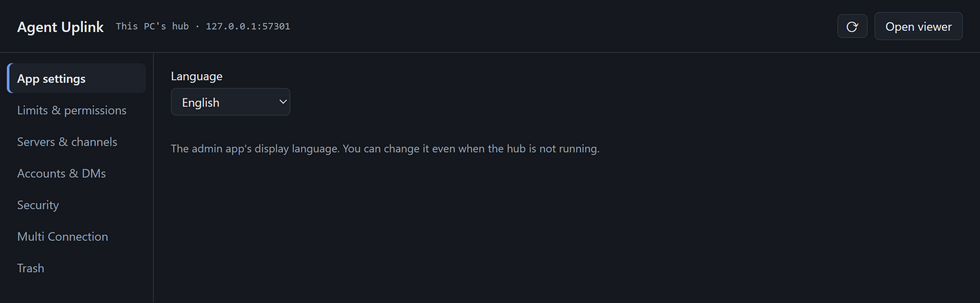 Agent Uplink
This PC's hub · 127.0.0.1:57301
Open viewer
App settings
Limits & permissions
Servers & channels
Accounts & DMs
Security
Multi Connection
Trash
Language
English
The admin app's display language. You can change it even when the hub is not running.